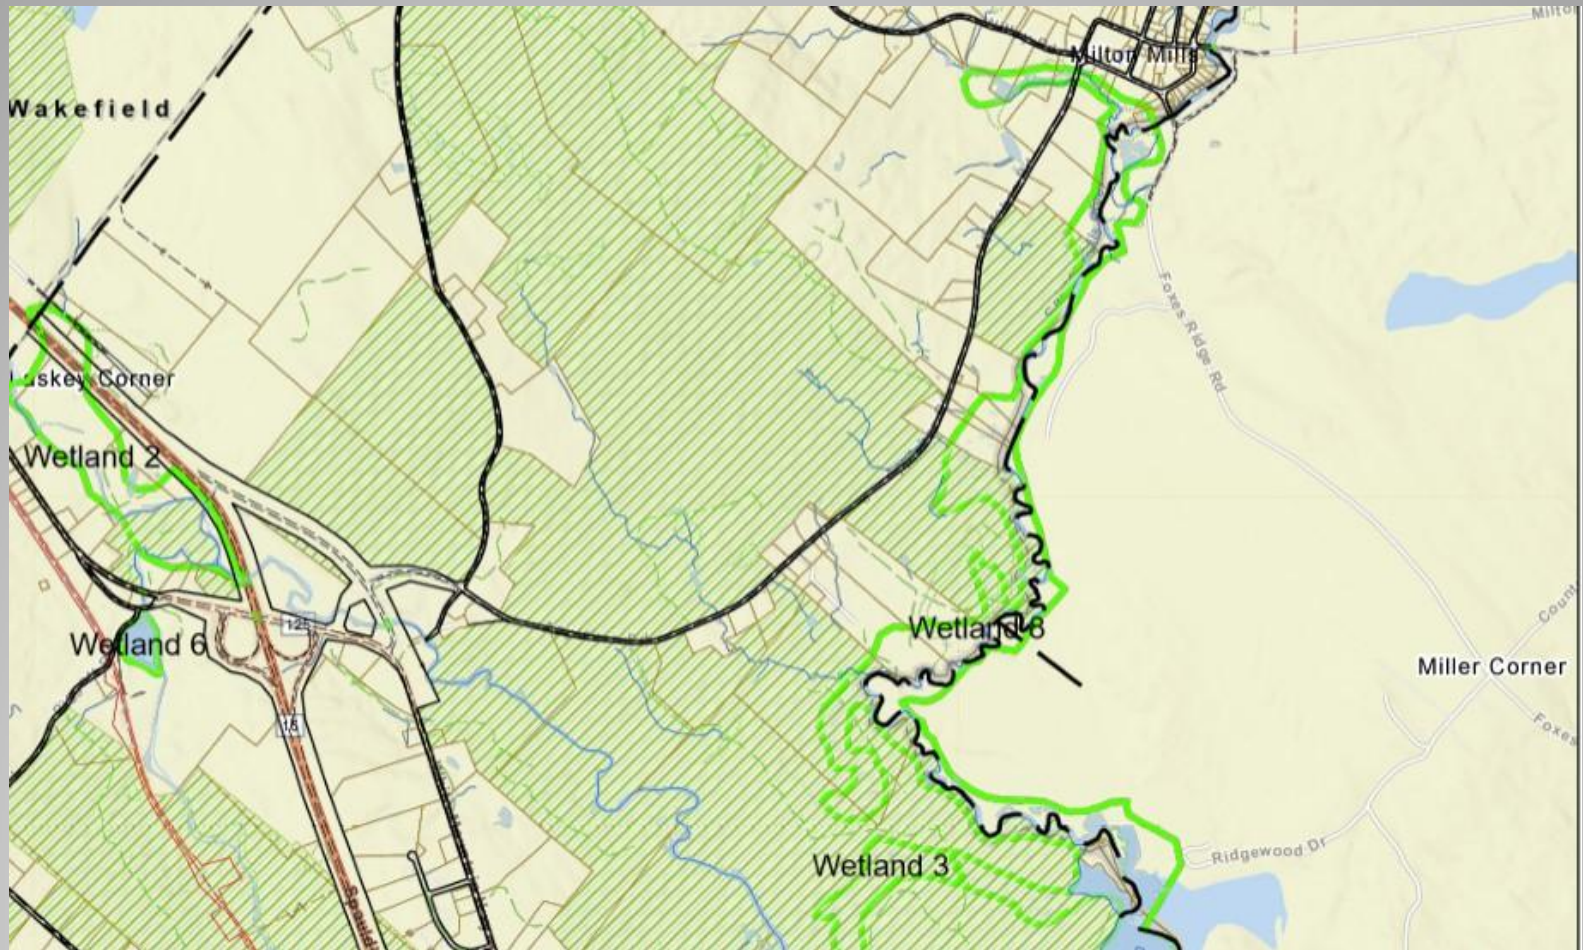 Milton Mills
Wakefield
Foxes Ridge Rd
Wetland 2
Wetland 8
Wetland 6
125
Miller Corner
16
Ridgewood Dr
Wetland 3